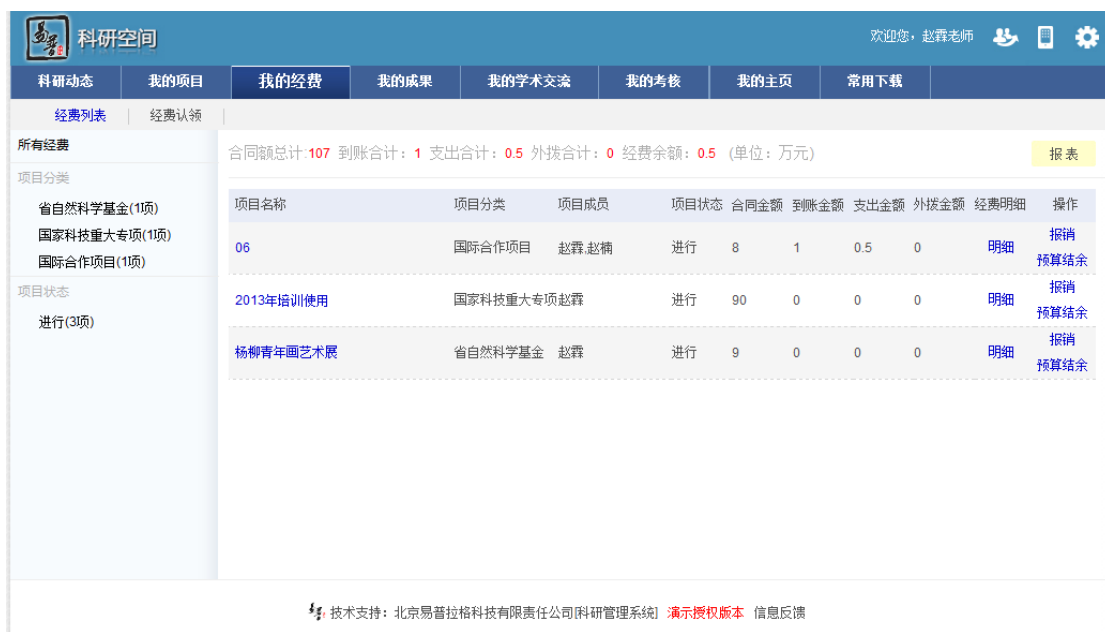 易普 科研空间 欢迎您，赵霖老师
科研动态 我的项目 我的经费 我的成果 我的学术交流 我的考核 我的主页 常用下载
经费列表 经费认领
所有经费
项目分类
省自然科学基金(1项)
国家科技重大专项(1项)
国际合作项目(1项)
项目状态
进行(3项)
合同额总计:107 到账合计：1 支出合计：0.5 外拨合计：0 经费余额：0.5 (单位：万元) 报表
项目名称 项目分类 项目成员 项目状态 合同金额 到账金额 支出金额 外拨金额 经费明细 操作
06 国际合作项目 赵霖,赵楠 进行 8 1 0.5 0 明细 报销
预算结余
2013年培训使用 国家科技重大专项 赵霖 进行 90 0 0 0 明细 报销
预算结余
杨柳青年画艺术展 省自然科学基金 赵霖 进行 9 0 0 0 明细 报销
预算结余
易普 技术支持：北京易普拉格科技有限责任公司[科研管理系统] 演示授权版本 信息反馈